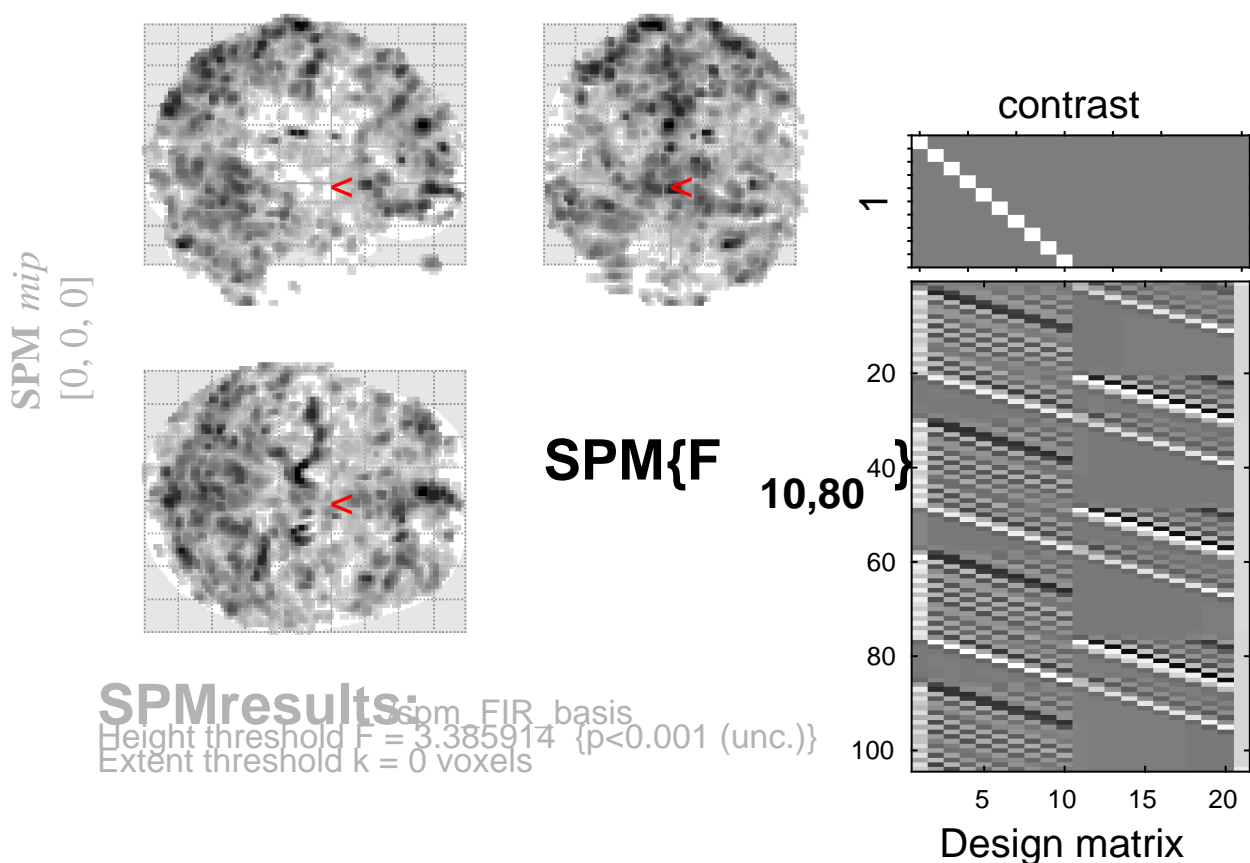 SPM mip
[0, 0, 0]
<
<
<
SPM{F 10,80 }
contrast
1
20
40
60
80
100
5 10 15 20
Design matrix
SPMresults: ./spm_FIR_basis
Height threshold F = 3.385914 {p<0.001 (unc.)}
Extent threshold k = 0 voxels